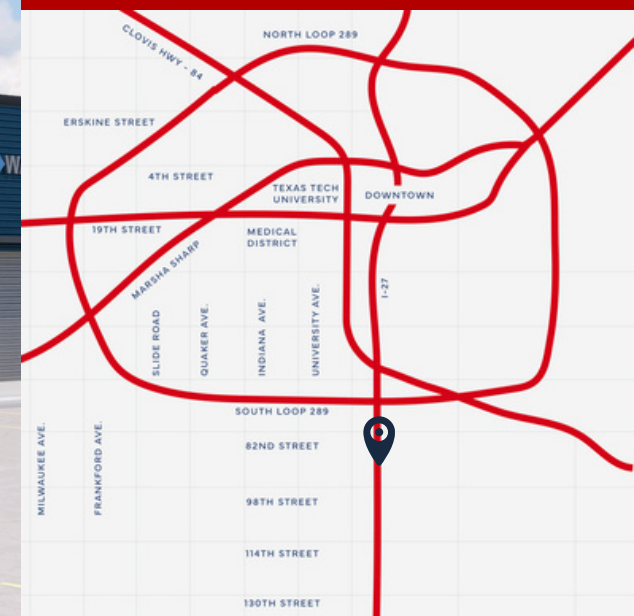 NORTH LOOP 289
CLOVIS HWY - 84
ERSKINE STREET
4TH STREET
TEXAS TECH
UNIVERSITY
DOWNTOWN
19TH STREET
MEDICAL
DISTRICT
MARSHA SHARP
I-27
SLIDE ROAD
QUAKER AVE.
INDIANA AVE.
UNIVERSITY AVE.
SOUTH LOOP 289
MILWAUKEE AVE.
FRANKFORD AVE.
82ND STREET
98TH STREET
114TH STREET
130TH STREET